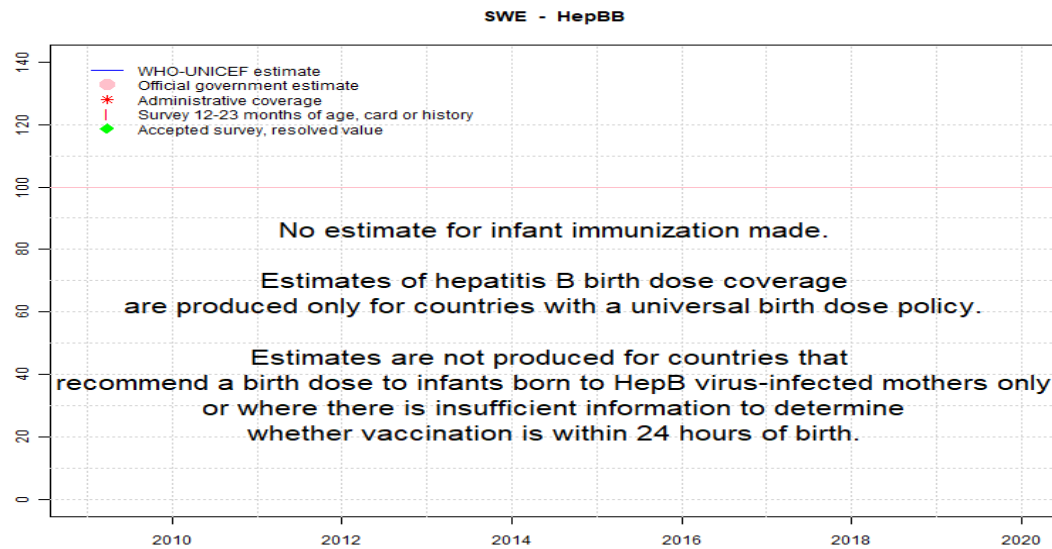 SWE - HepBB
140
120
100
80
60
40
20
0
WHO-UNICEF estimate
Official government estimate
Administrative coverage
Survey 12-23 months of age, card or history
Accepted survey, resolved value
No estimate for infant immunization made.
Estimates of hepatitis B birth dose coverage
are produced only for countries with a universal birth dose policy.
Estimates are not produced for countries that
recommend a birth dose to infants born to HepB virus-infected mothers only
or where there is insufficient information to determine
whether vaccination is within 24 hours of birth.
2010 2012 2014 2016 2018 2020